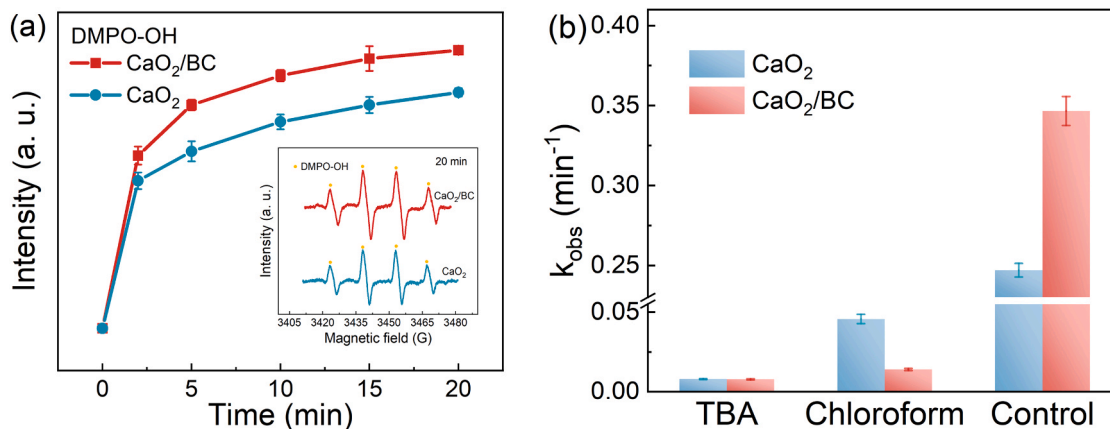 (a)
DMPO-OH
CaO₂/BC
CaO₂
Intensity (a. u.)
0 5 10 15 20
Time (min)
DMPO-OH
20 min
CaO₂/BC
CaO₂
Intensity (a. u.)
3405 3420 3435 3450 3465 3480
Magnetic field (G)
(b)
CaO₂
CaO₂/BC
k_obs (min⁻¹)
0.40
0.35
0.30
0.25
0.05
0.00
TBA Chloroform Control